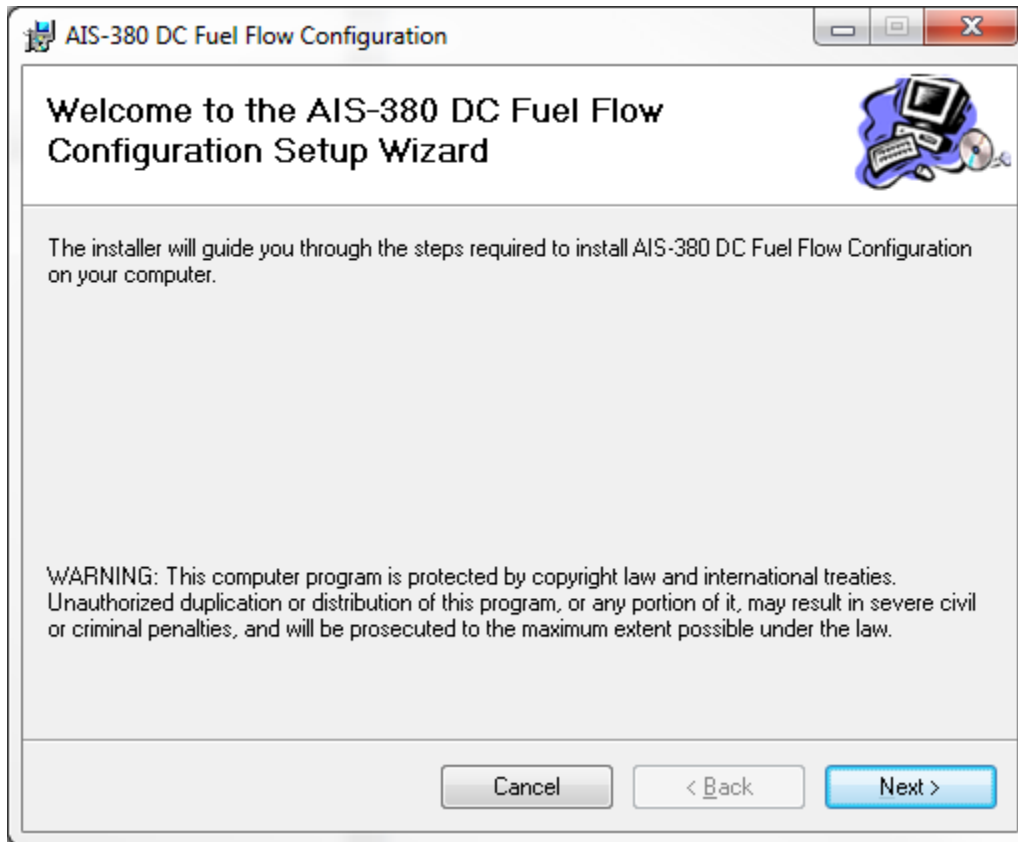 AIS-380 DC Fuel Flow Configuration
Welcome to the AIS-380 DC Fuel Flow
Configuration Setup Wizard
The installer will guide you through the steps required to install AIS-380 DC Fuel Flow Configuration
on your computer.
WARNING: This computer program is protected by copyright law and international treaties.
Unauthorized duplication or distribution of this program, or any portion of it, may result in severe civil
or criminal penalties, and will be prosecuted to the maximum extent possible under the law.
Cancel
< Back
Next >